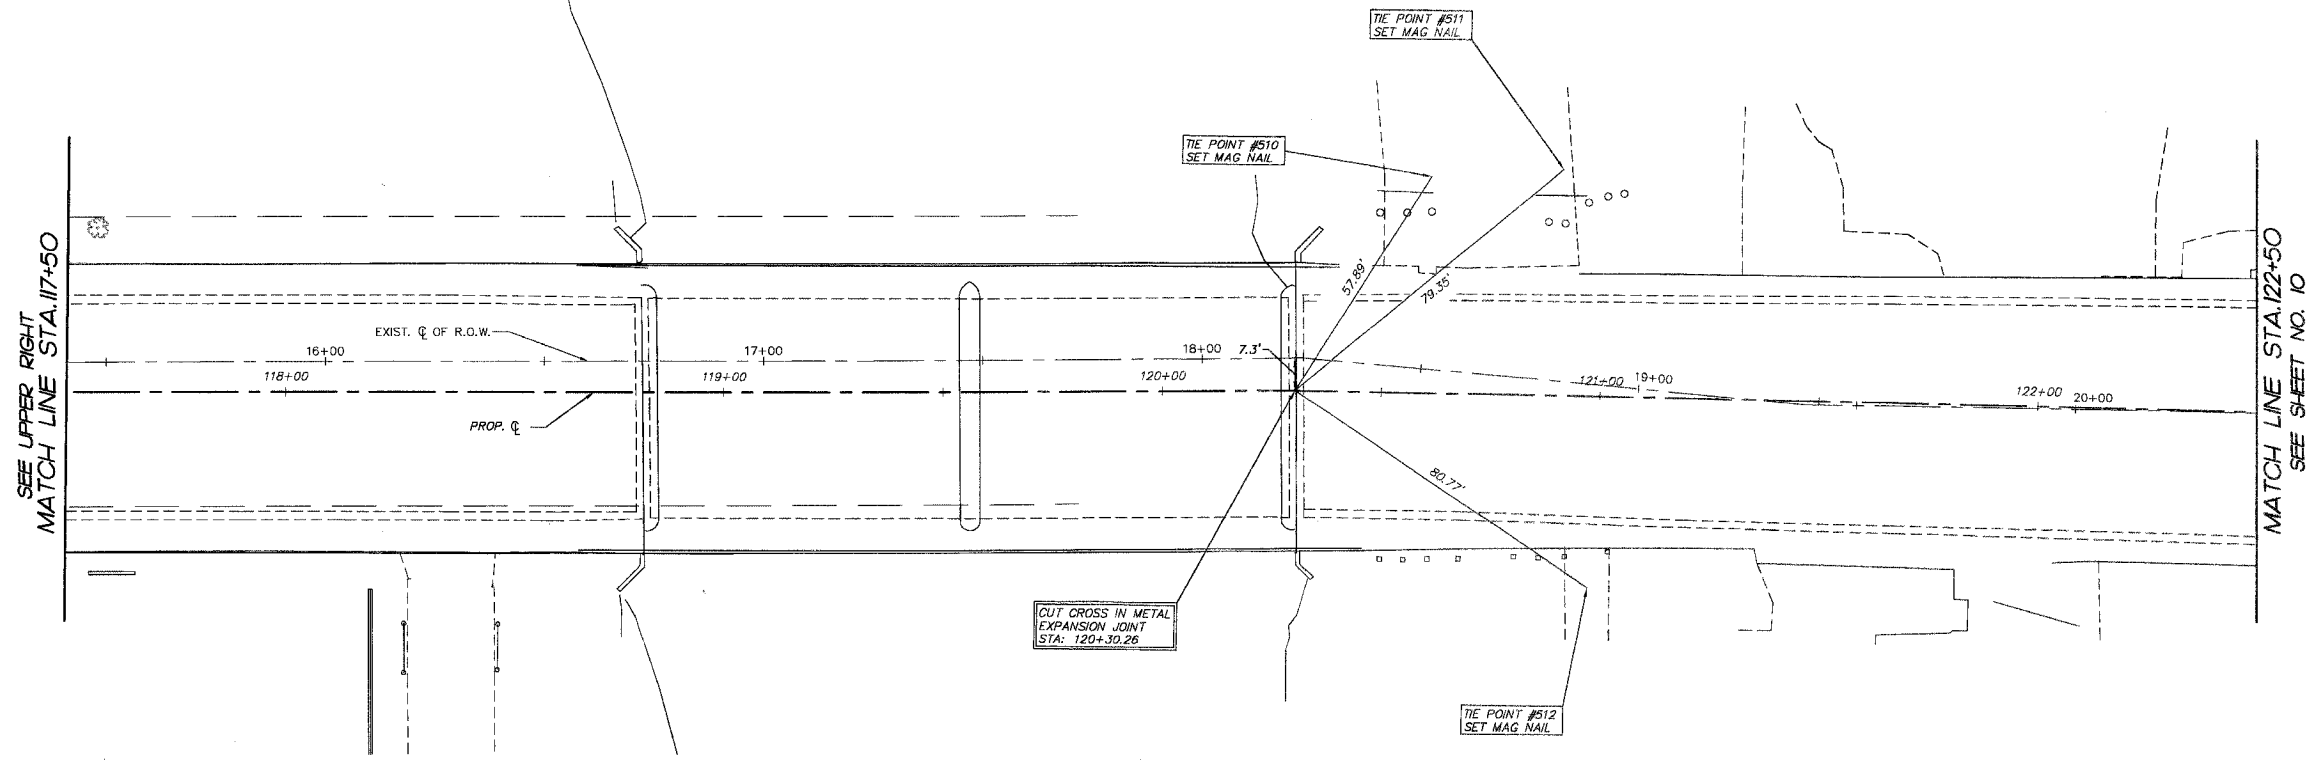 TIE POINT #511
SET MAG NAIL
TIE POINT #510
SET MAG NAIL
SEE UPPER RIGHT
MATCH LINE STA.117+50
57.89'
79.35'
EXIST. ℄ OF R.O.W.
16+00
17+00
18+00
7.3'
118+00
119+00
120+00
121+00
19+00
122+00
20+00
PROP. ℄
80.77'
CUT CROSS IN METAL
EXPANSION JOINT
STA: 120+30.26
TIE POINT #512
SET MAG NAIL
MATCH LINE STA.122+50
SEE SHEET NO. 10